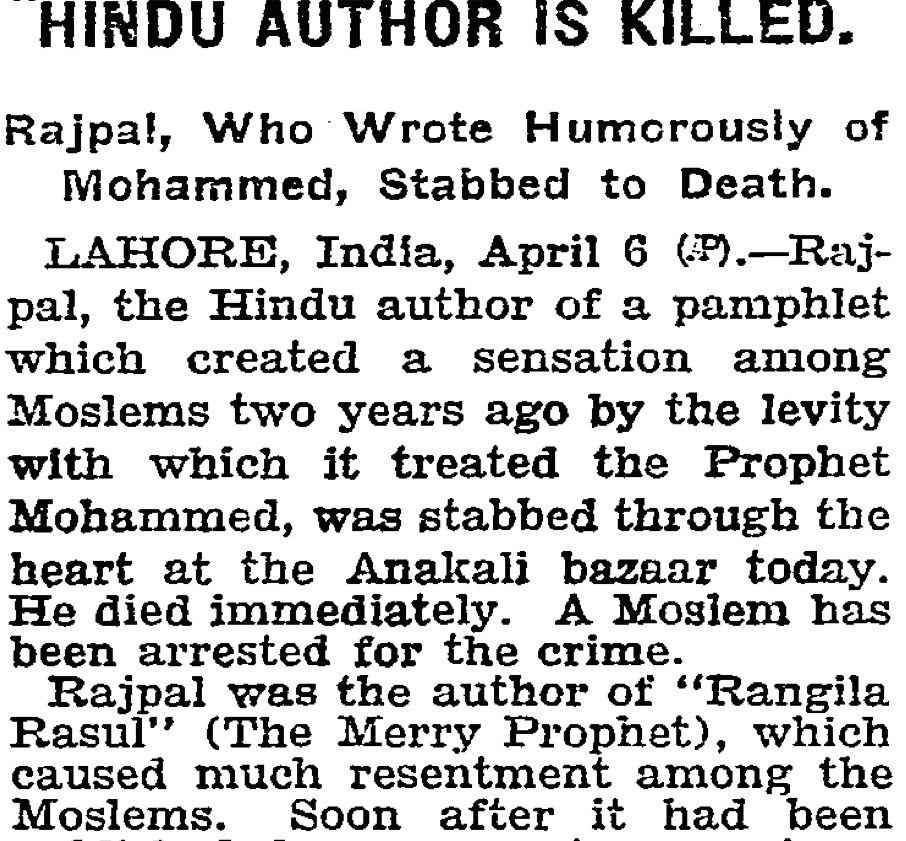 "HINDU AUTHOR IS KILLED.
Rajpal, Who Wrote Humorously of
Mohammed, Stabbed to Death.
LAHORE, India, April 6 (AP).—Raj-
pal, the Hindu author of a pamphlet
which created a sensation among
Moslems two years ago by the levity
with which it treated the Prophet
Mohammed, was stabbed through the
heart at the Anakali bazaar today.
He died immediately. A Moslem has
been arrested for the crime.
Rajpal was the author of "Rangila
Rasul" (The Merry Prophet), which
caused much resentment among the
Moslems. Soon after it had been